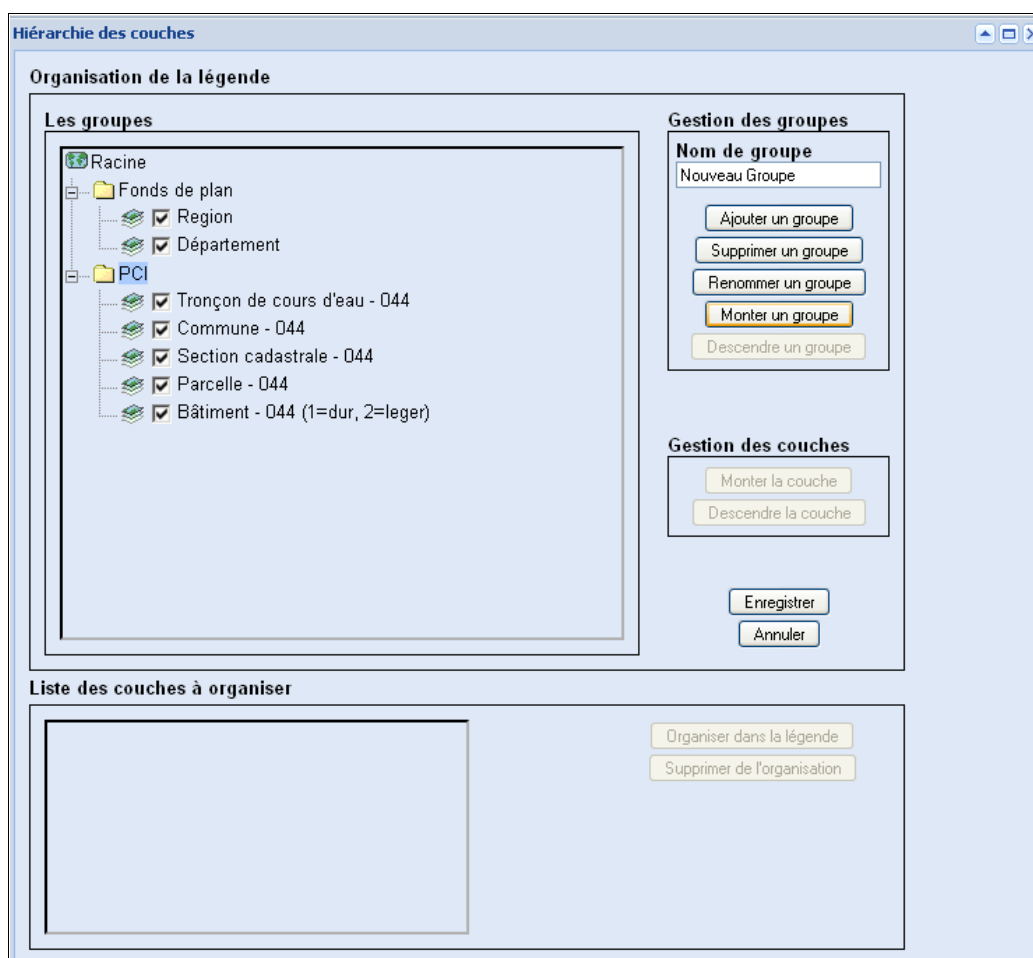 Hiérarchie des couches
Organisation de la légende
Les groupes
Racine
Fonds de plan
Region
Département
PCI
Tronçon de cours d'eau - 044
Commune - 044
Section cadastrale - 044
Parcelle - 044
Bâtiment - 044 (1=dur, 2=leger)
Gestion des groupes
Nom de groupe
Nouveau Groupe
Ajouter un groupe
Supprimer un groupe
Renommer un groupe
Monter un groupe
Descendre un groupe
Gestion des couches
Monter la couche
Descendre la couche
Enregistrer
Annuler
Liste des couches à organiser
Organiser dans la légende
Supprimer de l'organisation